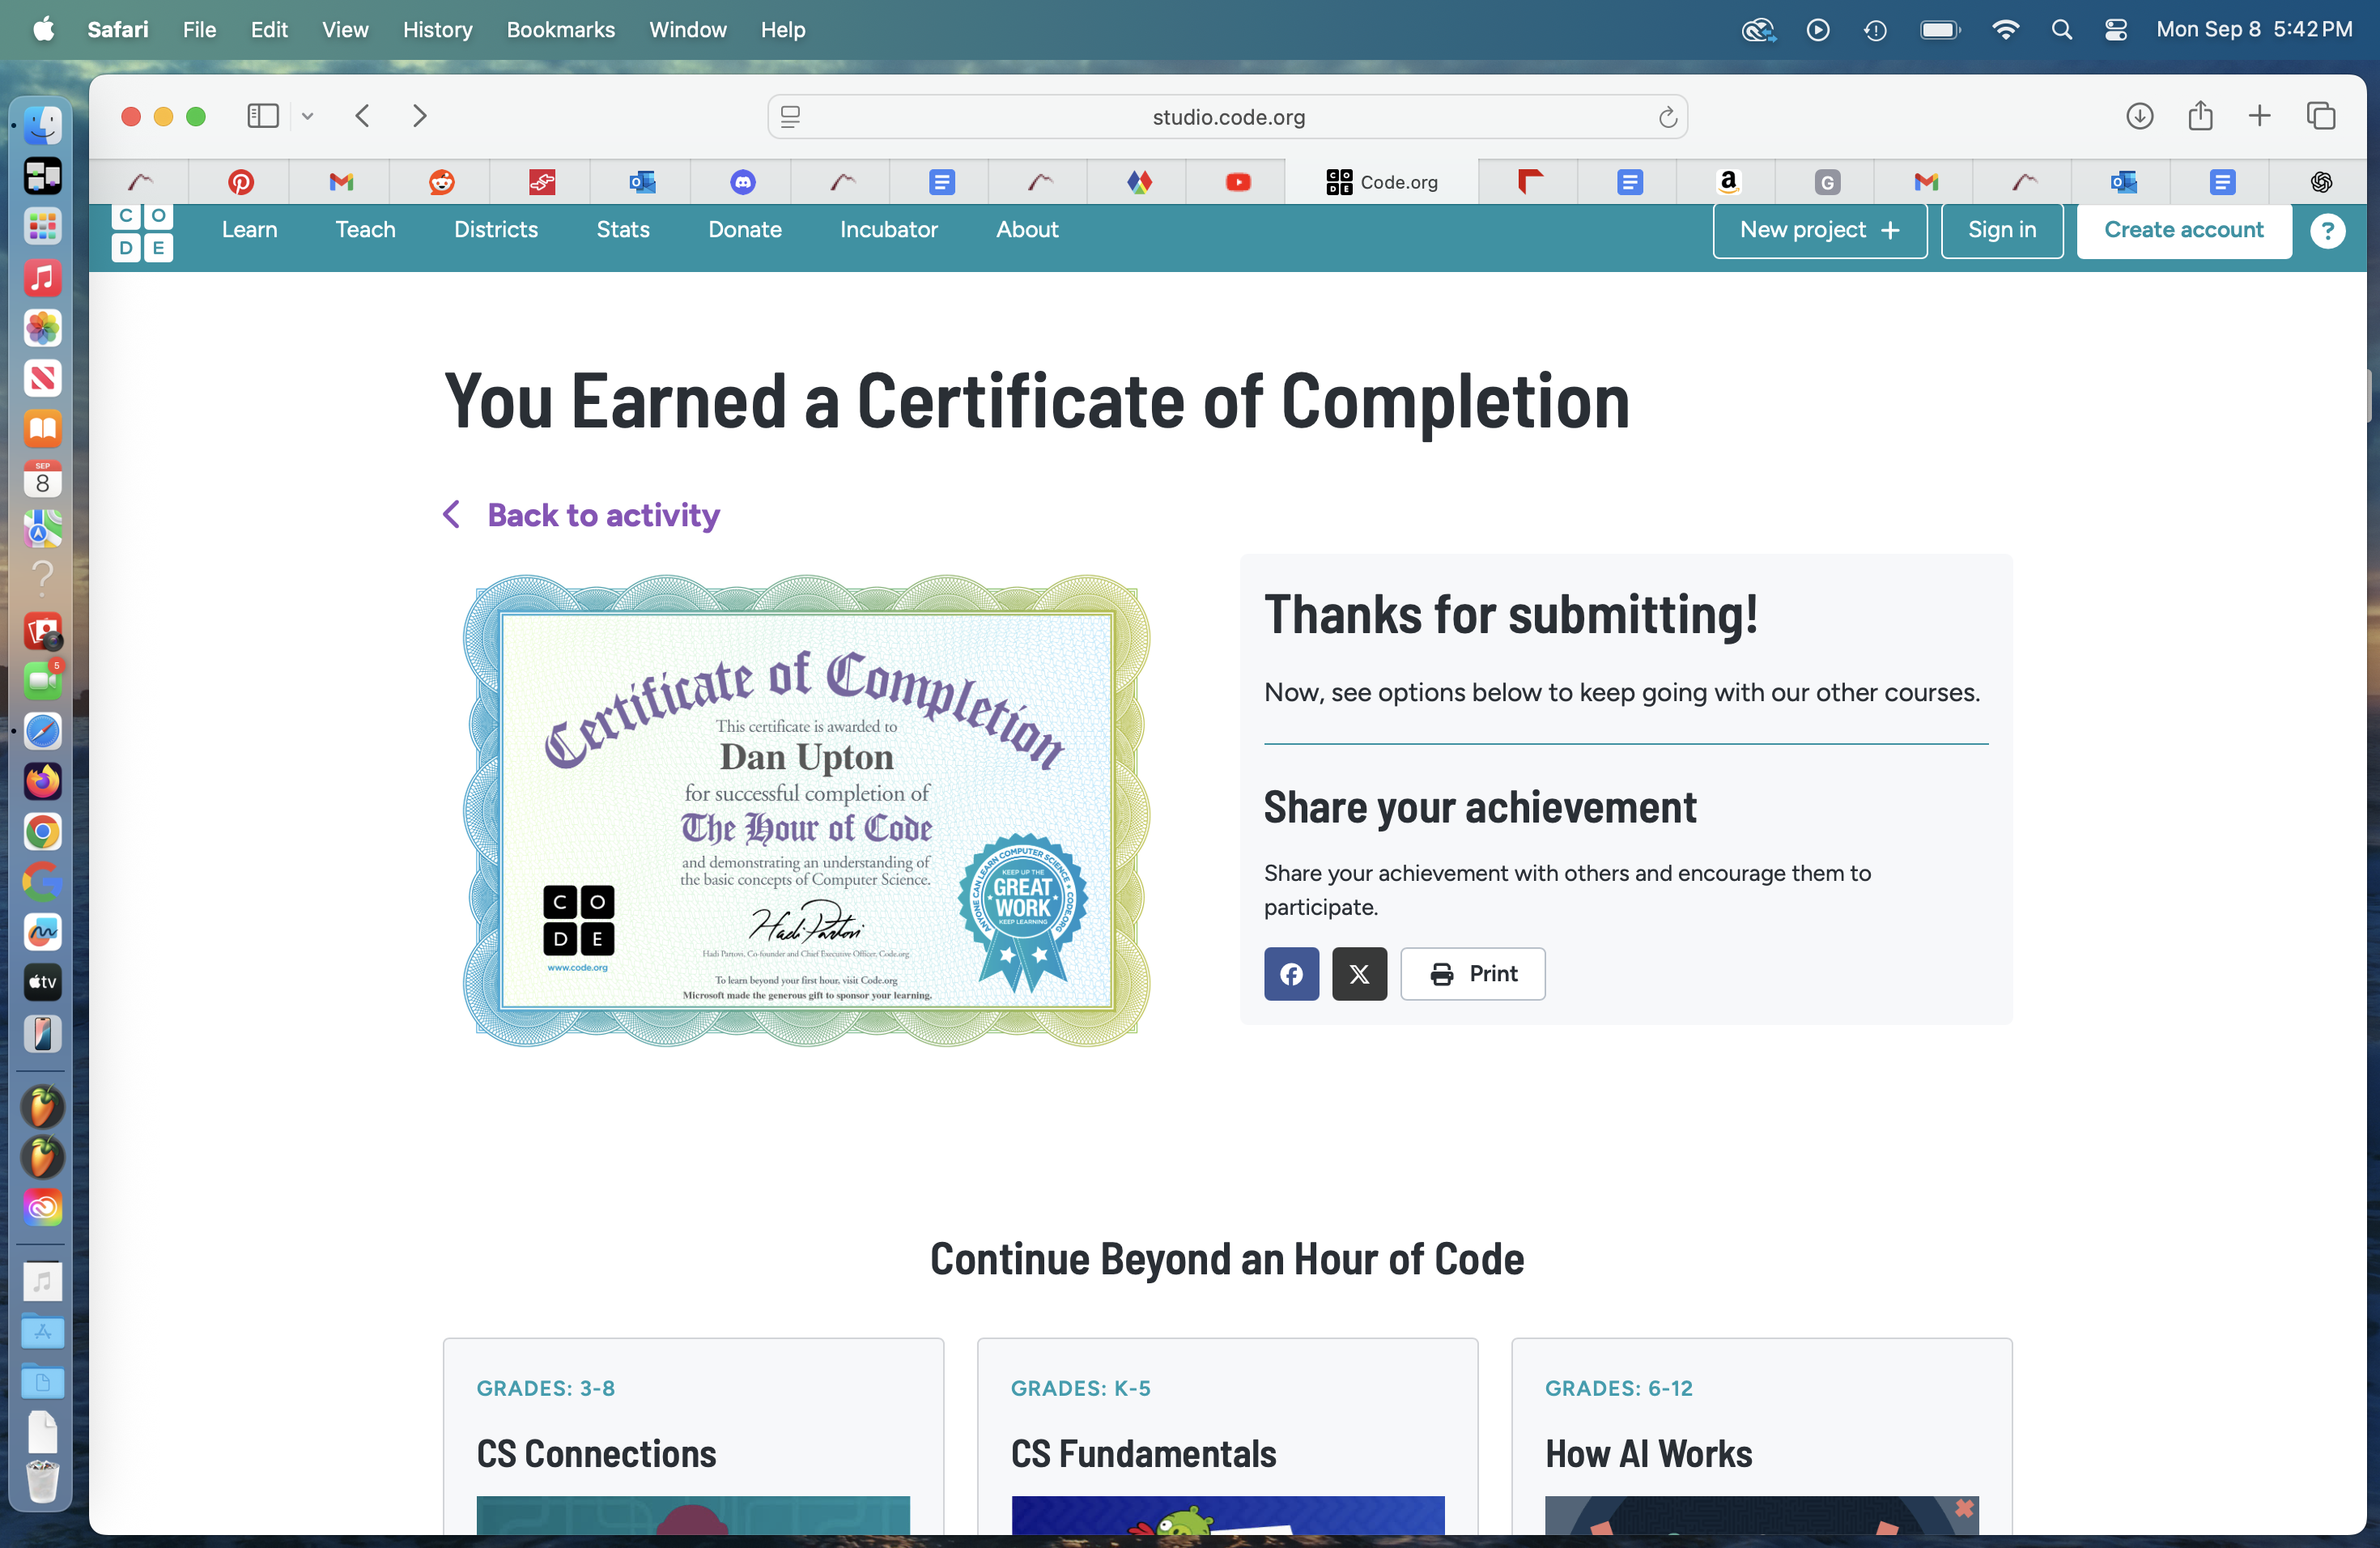 Safari File Edit View History Bookmarks Window Help Mon Sep 8 5:42 PM
studio.code.org
Code.org
CODE Learn Teach Districts Stats Donate Incubator About New project + Sign in Create account ?
You Earned a Certificate of Completion
Back to activity
Certificate of Completion
This certificate is awarded to
Dan Upton
for successful completion of
The Hour of Code
and demonstrating an understanding of
the basic concepts of Computer Science.
CODE
www.code.org
Hadi Partovi
Hadi Partovi, Co-founder and Chief Executive Officer, Code.org
To learn beyond your first hour, visit Code.org
Microsoft made the generous gift to sponsor your learning.
ANYONE CAN LEARN COMPUTER SCIENCE • CODE.ORG
KEEP UP THE
GREAT
WORK
KEEP LEARNING
Thanks for submitting!
Now, see options below to keep going with our other courses.
Share your achievement
Share your achievement with others and encourage them to
participate.
Print
Continue Beyond an Hour of Code
GRADES: 3-8
CS Connections
GRADES: K-5
CS Fundamentals
GRADES: 6-12
How AI Works
SEP
8
5
tv